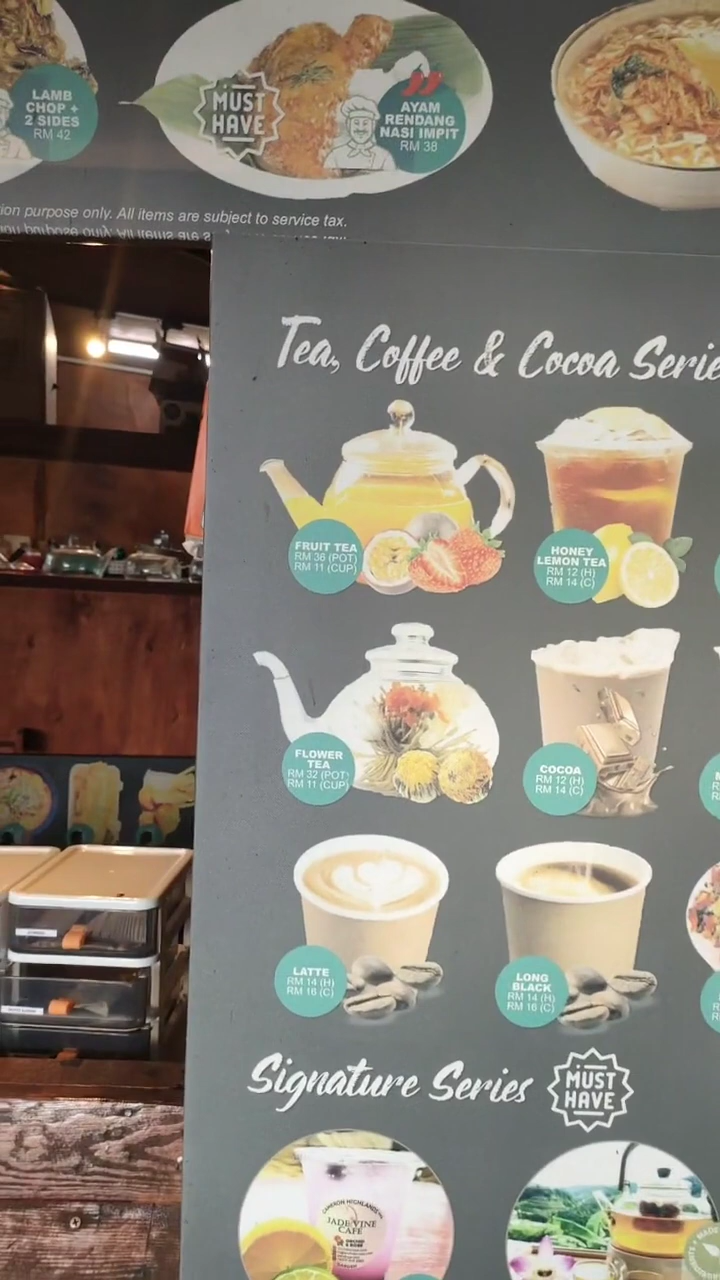 LAMB
CHOP +
2 SIDES
RM 42
MUST
HAVE
AYAM
RENDANG
NASI IMPIT
RM 38
purpose only. All items are subject to service tax.
Tea, Coffee & Cocoa Serie
FRUIT TEA
RM 36 (POT)
RM 11 (CUP)
HONEY
LEMON TEA
RM 12 (H)
RM 14 (C)
FLOWER
TEA
RM 32 (POT)
RM 11 (CUP)
COCOA
RM 12 (H)
RM 14 (C)
LATTE
RM 14 (H)
RM 16 (C)
LONG
BLACK
RM 14 (H)
RM 16 (C)
Signature Series
MUST
HAVE
CAMERON HIGHLANDS
JADE VINE
CAFE